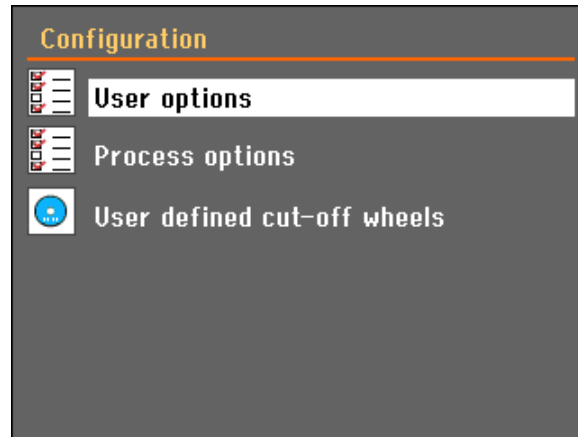 Configuration
User options
Process options
User defined cut-off wheels